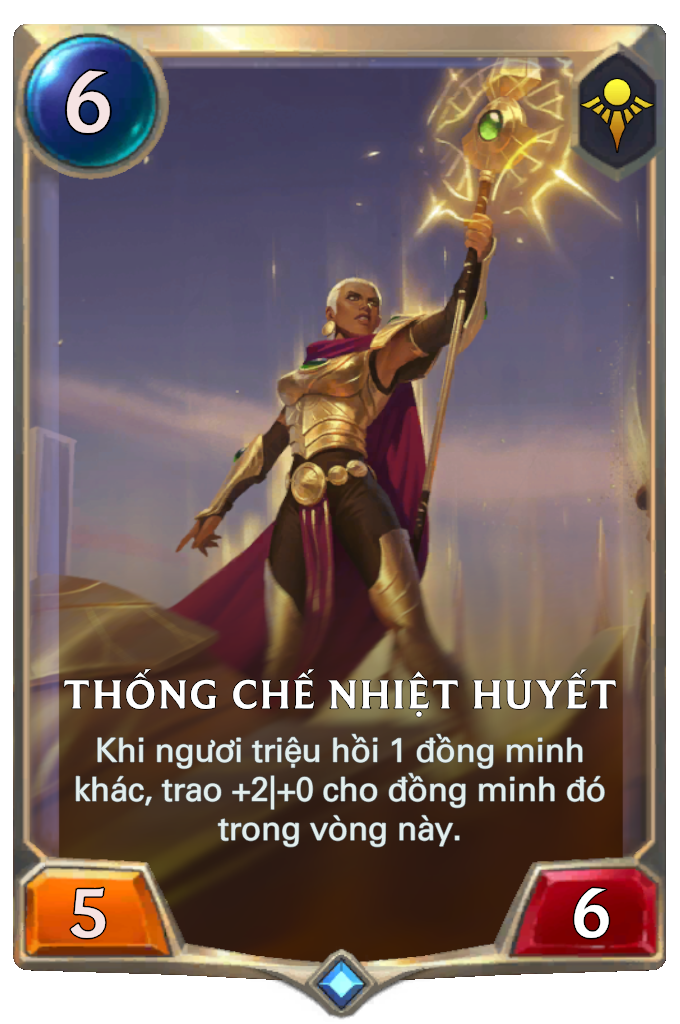 6
THỐNG CHẾ NHIỆT HUYẾT
Khi ngươi triệu hồi 1 đồng minh
khác, trao +2|+0 cho đồng minh đó
trong vòng này.
5
6